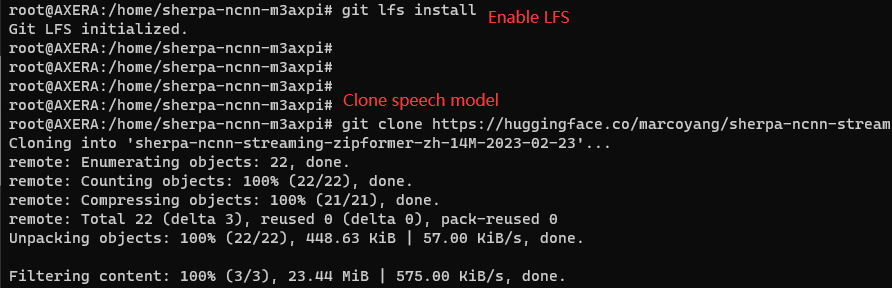 root@AXERA:/home/sherpa-ncnn-m3axpi# git lfs install
Enable LFS
Git LFS initialized.
root@AXERA:/home/sherpa-ncnn-m3axpi#
root@AXERA:/home/sherpa-ncnn-m3axpi#
root@AXERA:/home/sherpa-ncnn-m3axpi#
root@AXERA:/home/sherpa-ncnn-m3axpi#
Clone speech model
root@AXERA:/home/sherpa-ncnn-m3axpi# git clone https://huggingface.co/marcoyang/sherpa-ncnn-stream
Cloning into 'sherpa-ncnn-streaming-zipformer-zh-14M-2023-02-23'...
remote: Enumerating objects: 22, done.
remote: Counting objects: 100% (22/22), done.
remote: Compressing objects: 100% (21/21), done.
remote: Total 22 (delta 3), reused 0 (delta 0), pack-reused 0
Unpacking objects: 100% (22/22), 448.63 KiB | 57.00 KiB/s, done.
Filtering content: 100% (3/3), 23.44 MiB | 575.00 KiB/s, done.